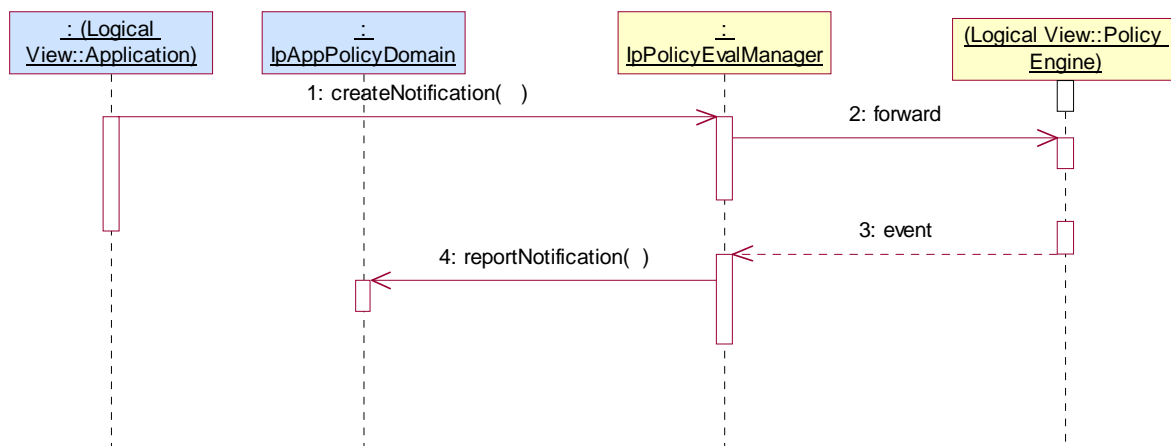 : (Logical
View::Application)
:
IpAppPolicyDomain
:
IpPolicyEvalManager
(Logical View::Policy
Engine)
1: createNotification(   )
2: forward
3: event
4: reportNotification(  )